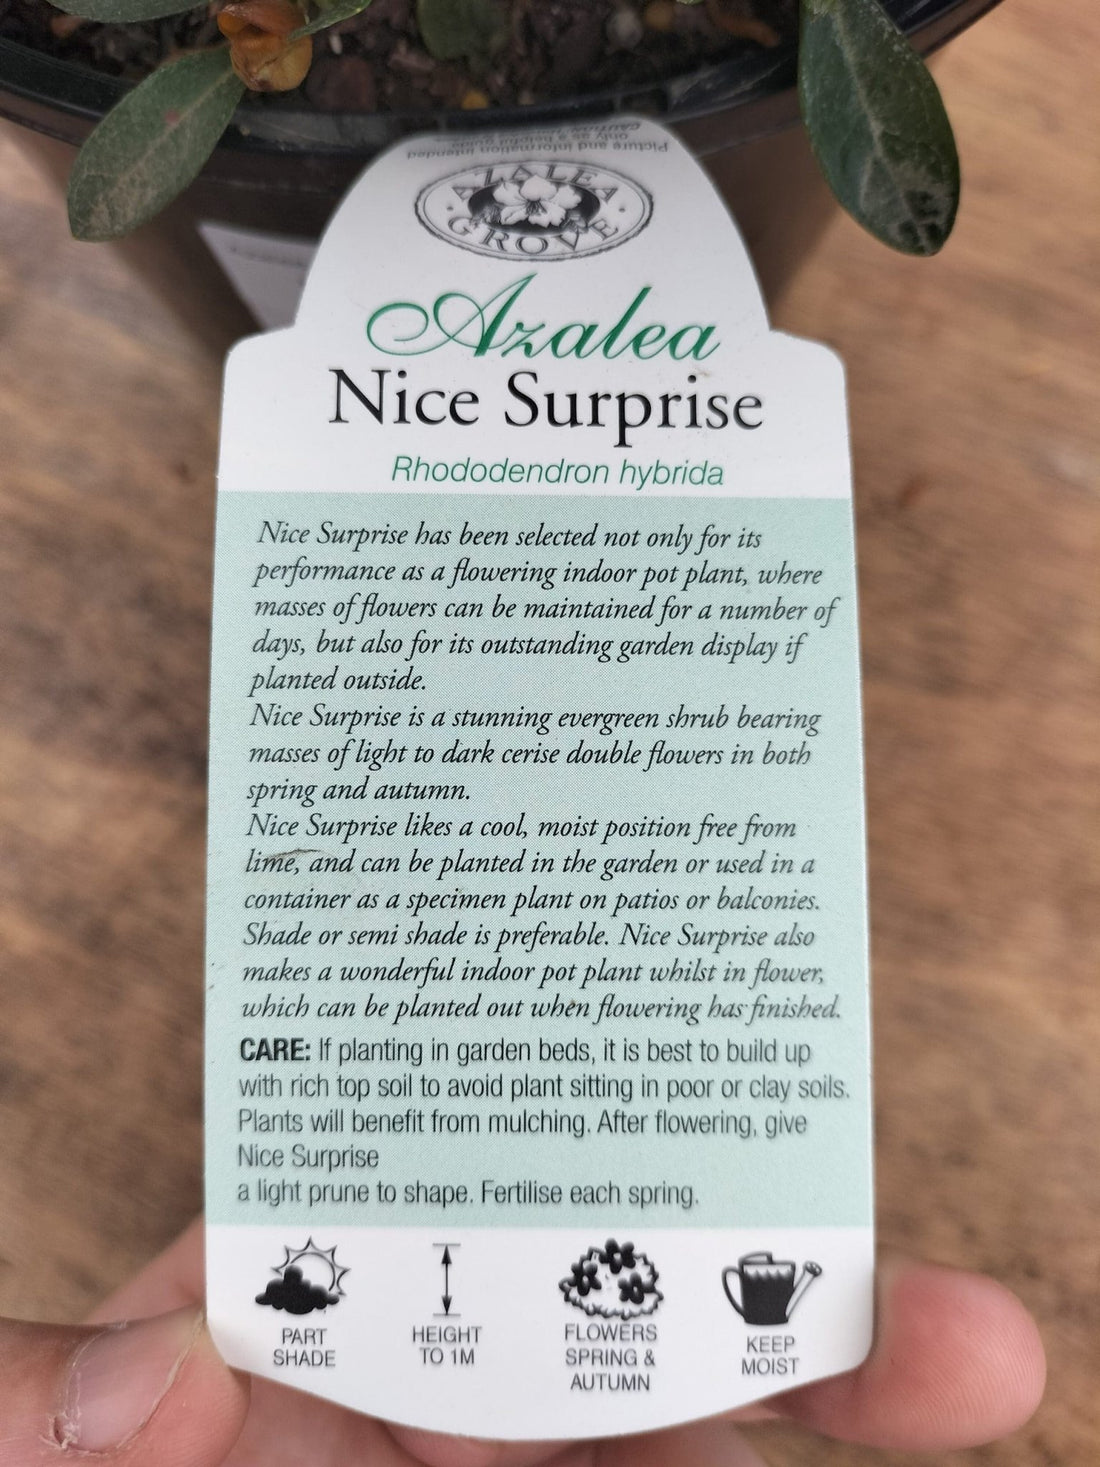 Picture and information intended
only as a helpful guide
AZALEA
GROVE
Azalea
Nice Surprise
Rhododendron hybrida
Nice Surprise has been selected not only for its
performance as a flowering indoor pot plant, where
masses of flowers can be maintained for a number of
days, but also for its outstanding garden display if
planted outside.
Nice Surprise is a stunning evergreen shrub bearing
masses of light to dark cerise double flowers in both
spring and autumn.
Nice Surprise likes a cool, moist position free from
lime, and can be planted in the garden or used in a
container as a specimen plant on patios or balconies.
Shade or semi shade is preferable. Nice Surprise also
makes a wonderful indoor pot plant whilst in flower,
which can be planted out when flowering has finished.
CARE: If planting in garden beds, it is best to build up
with rich top soil to avoid plant sitting in poor or clay soils.
Plants will benefit from mulching. After flowering, give
Nice Surprise
a light prune to shape. Fertilise each spring.
PART
SHADE
HEIGHT
TO 1M
FLOWERS
SPRING &
AUTUMN
KEEP
MOIST